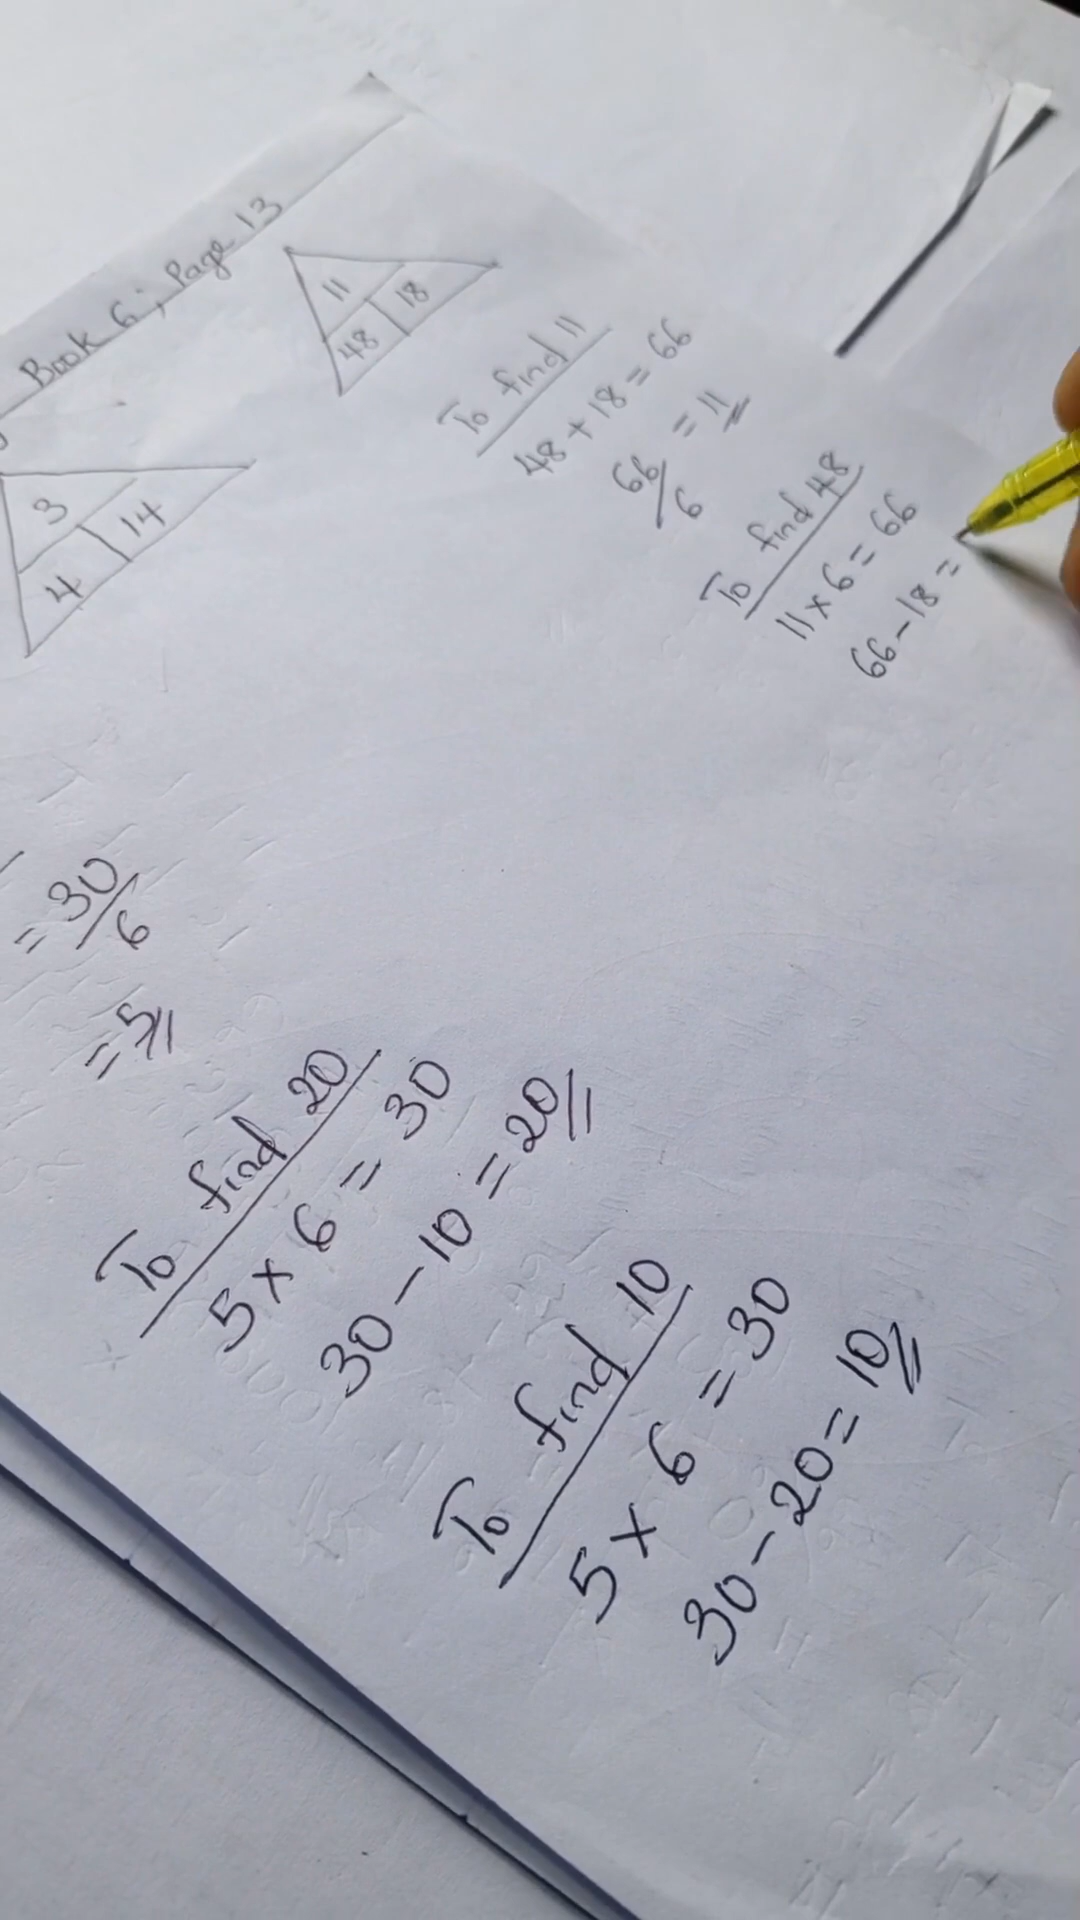 Book 6; Page 13
3
4 14
11
48 18
To find 11
48 + 18 = 66
66/6 = 11
To find 48
11 x 6 = 66
66 - 18 =
= 30/6
= 5
To find 20
5 x 6 = 30
30 - 10 = 20
To find 10
5 x 6 = 30
30 - 20 = 10